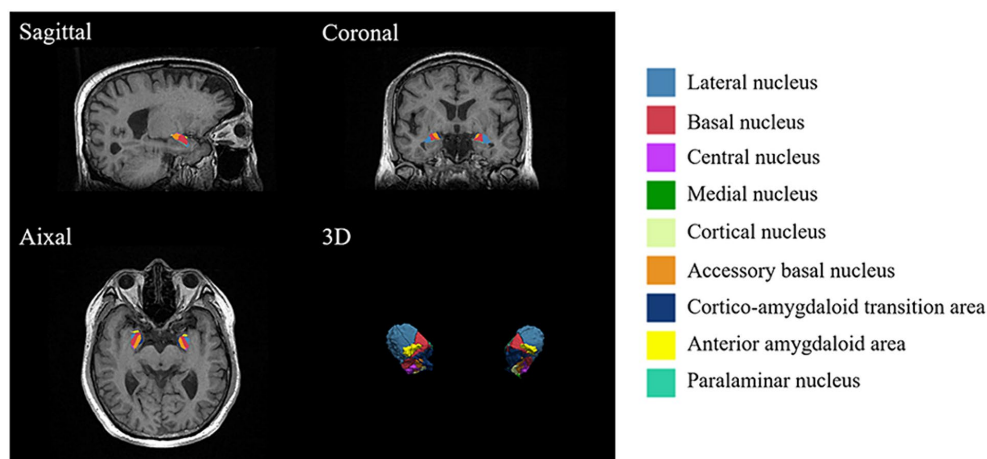 Sagittal
Coronal
Aixal
3D
Lateral nucleus
Basal nucleus
Central nucleus
Medial nucleus
Cortical nucleus
Accessory basal nucleus
Cortico-amygdaloid transition area
Anterior amygdaloid area
Paralaminar nucleus